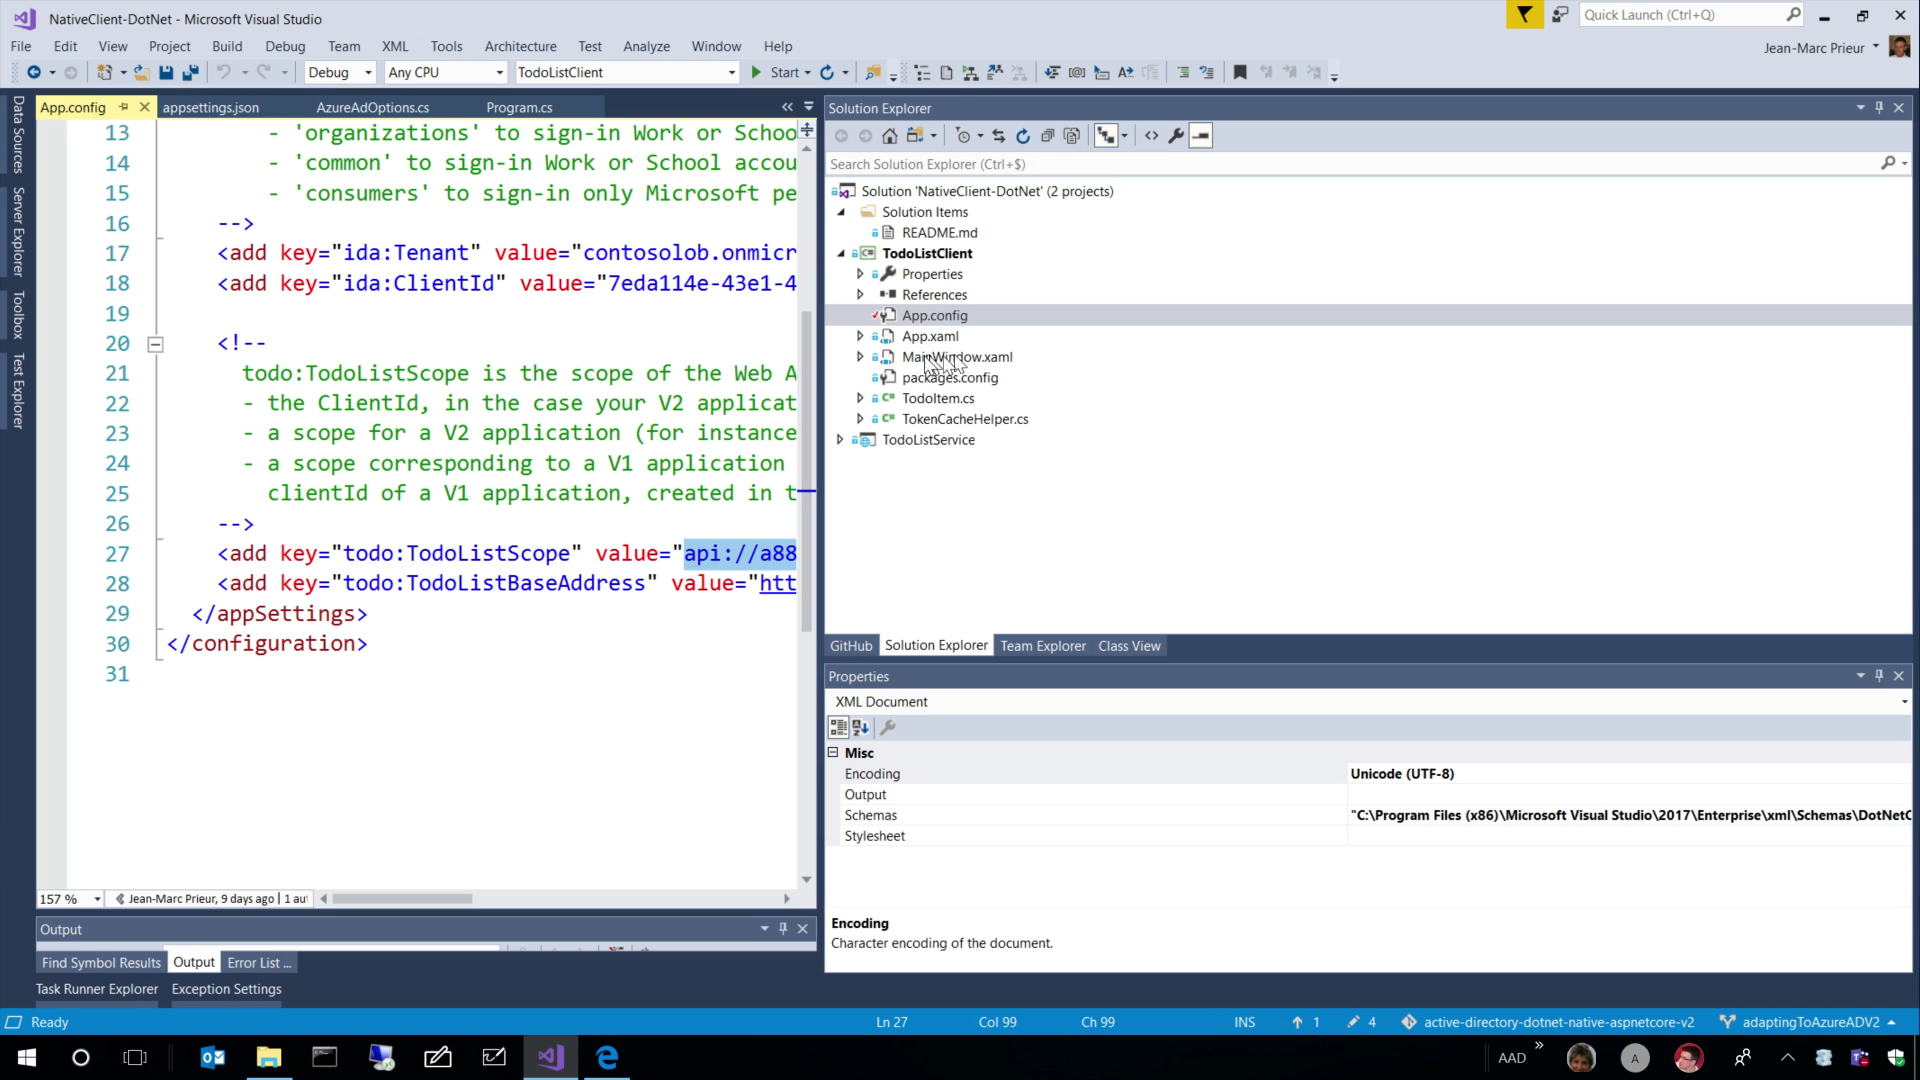 NativeClient-DotNet - Microsoft Visual Studio
Quick Launch (Ctrl+Q)
File Edit View Project Build Debug Team XML Tools Architecture Test Analyze Window Help
Jean-Marc Prieur
Debug Any CPU TodoListClient Start
App.config appsettings.json AzureAdOptions.cs Program.cs
Data Sources
Server Explorer
Toolbox
Test Explorer
13 - 'organizations' to sign-in Work or Schoo
14 - 'common' to sign-in Work or School accou
15 - 'consumers' to sign-in only Microsoft pe
16 -->
17 <add key="ida:Tenant" value="contosolob.onmicr
18 <add key="ida:ClientId" value="7eda114e-43e1-4
19
20 <!--
21 todo:TodoListScope is the scope of the Web A
22 - the ClientId, in the case your V2 applicat
23 - a scope for a V2 application (for instance
24 - a scope corresponding to a V1 application
25 clientId of a V1 application, created in t
26 -->
27 <add key="todo:TodoListScope" value="api://a88
28 <add key="todo:TodoListBaseAddress" value="htt
29 </appSettings>
30 </configuration>
31
157 % Jean-Marc Prieur, 9 days ago | 1 au
Output
Find Symbol Results Output Error List ...
Task Runner Explorer Exception Settings
Solution Explorer
Search Solution Explorer (Ctrl+$)
Solution 'NativeClient-DotNet' (2 projects)
Solution Items
README.md
TodoListClient
Properties
References
App.config
App.xaml
MainWindow.xaml
packages.config
TodoItem.cs
TokenCacheHelper.cs
TodoListService
GitHub Solution Explorer Team Explorer Class View
Properties
XML Document
Misc
Encoding Unicode (UTF-8)
Output
Schemas "C:\Program Files (x86)\Microsoft Visual Studio\2017\Enterprise\xml\Schemas\DotNetC
Stylesheet
Encoding
Character encoding of the document.
Ready Ln 27 Col 99 Ch 99 INS 1 4 active-directory-dotnet-native-aspnetcore-v2 adaptingToAzureADV2
AAD A